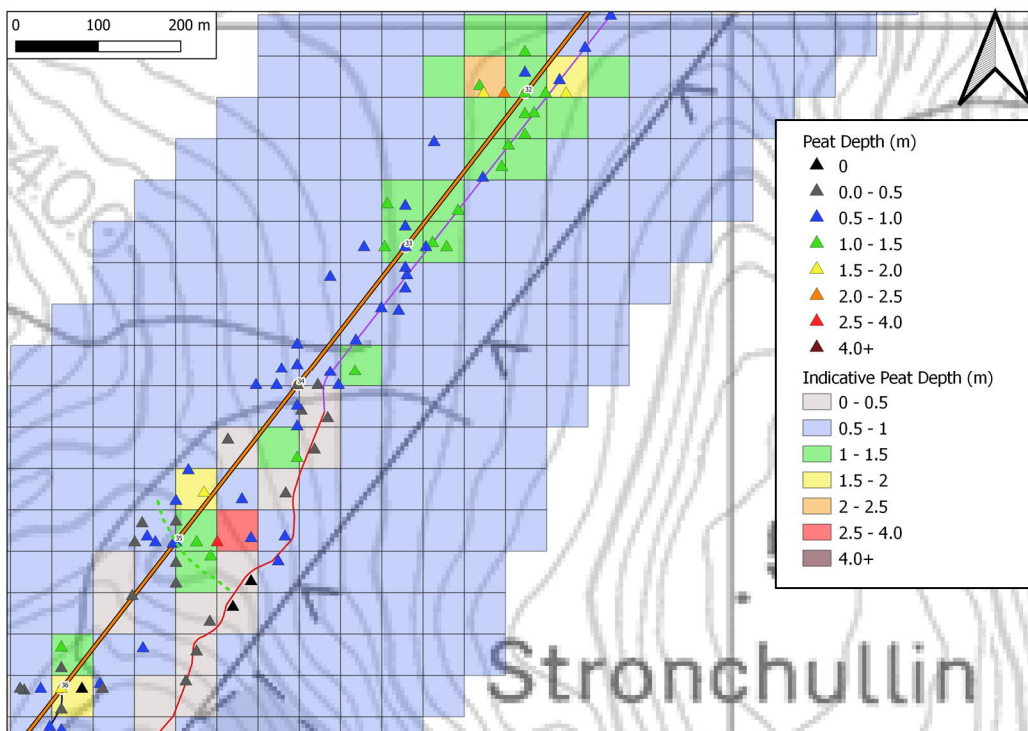 0 100 200 m
32
400
33
34
35
36
Stronchullin
Peat Depth (m)
0
0.0 - 0.5
0.5 - 1.0
1.0 - 1.5
1.5 - 2.0
2.0 - 2.5
2.5 - 4.0
4.0+
Indicative Peat Depth (m)
0 - 0.5
0.5 - 1
1 - 1.5
1.5 - 2
2 - 2.5
2.5 - 4.0
4.0+